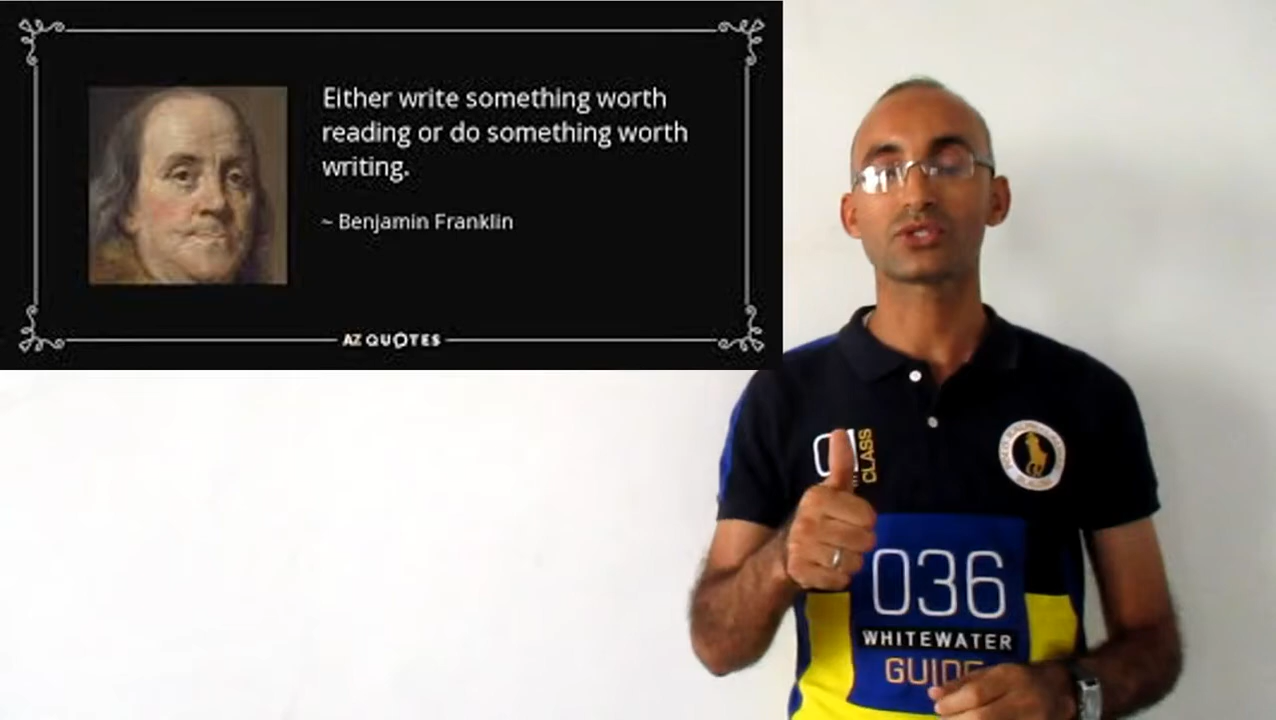 Either write something worth
reading or do something worth
writing.
~ Benjamin Franklin
AZ QUOTES
CLASS
036
WHITEWATER
GUIDE